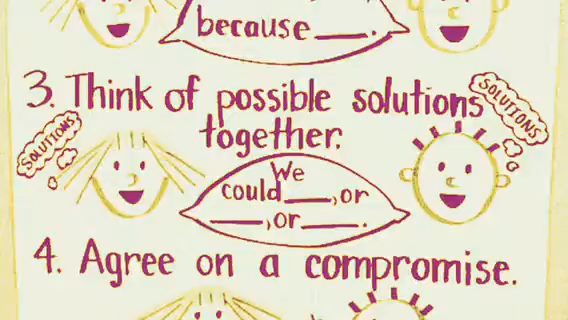 because ___.
3. Think of possible solutions
together.
SOLUTIONS
SOLUTIONS
We
could ___, or
___, or ___.
4. Agree on a compromise.